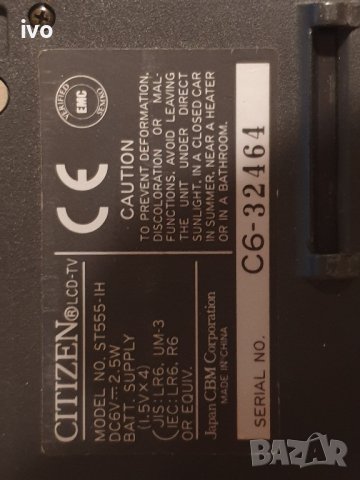 ivo
CITIZEN® LCD-TV
MODEL NO. ST555-1H
DC6V⎓2.5W
BATT. SUPPLY
(1.5V×4)
(JIS:LR6, UM-3
IEC:LR6, R6)
OR EQUIV.
Japan CBM Corporation
MADE IN CHINA
CE
VERIFIED
EMC
CAUTION
TO PREVENT DEFORMATION,
DISCOLORATION OR MAL-
FUNCTIONS, AVOID LEAVING
THE UNIT UNDER DIRECT
SUNLIGHT, IN A CLOSED CAR
IN SUMMER, NEAR A HEATER
OR IN A BATHROOM.
SERIAL NO.
C6-32464
BAZAR